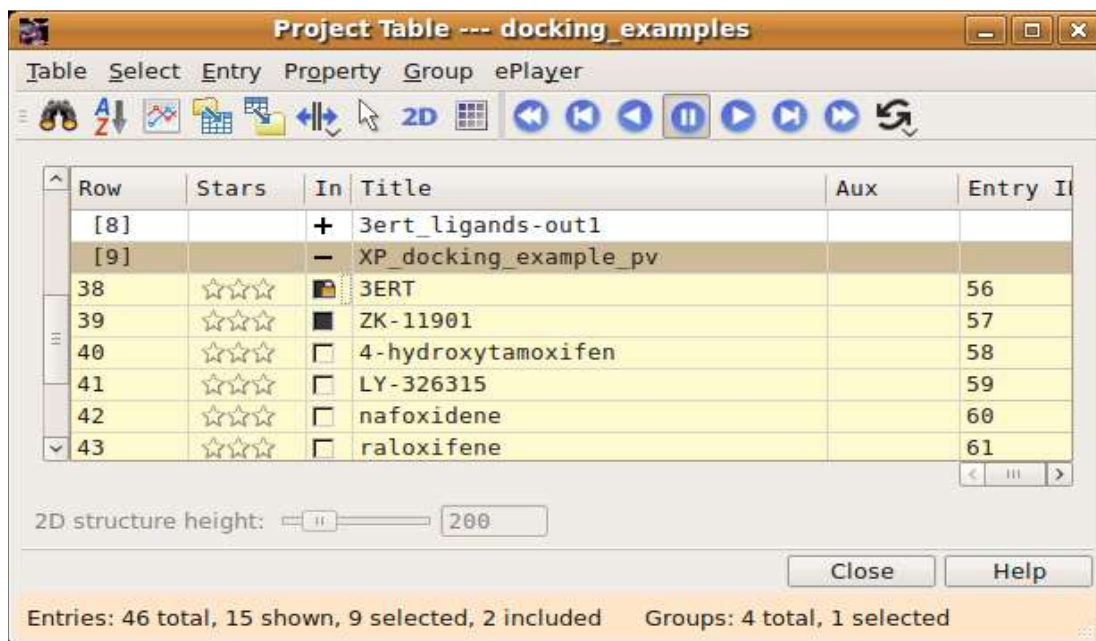 Project Table --- docking_examples
Table Select Entry Property Group ePlayer
A Z 2D
Row Stars In Title Aux Entry I
[8] + 3ert_ligands-out1
[9] − XP_docking_example_pv
38 3ERT 56
39 ZK-11901 57
40 4-hydroxytamoxifen 58
41 LY-326315 59
42 nafoxidene 60
43 raloxifene 61
2D structure height: 200
Close Help
Entries: 46 total, 15 shown, 9 selected, 2 included Groups: 4 total, 1 selected